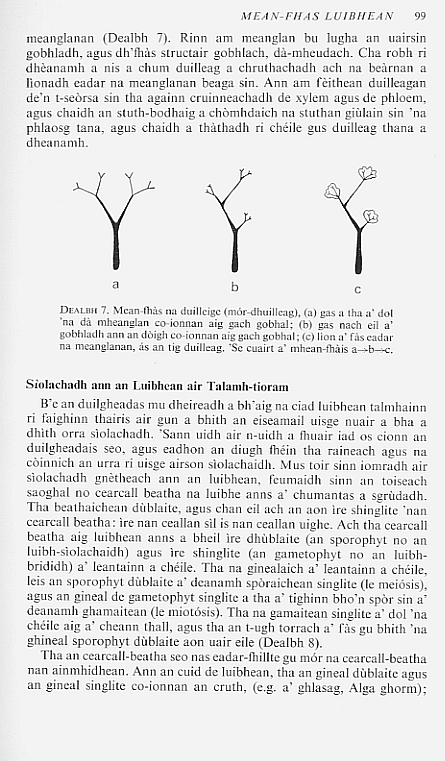 MEAN-FHAS LUIBHEAN 99
meanglanan (Dealbh 7). Rinn am meanglan bu lugha an uairsin
gobhladh, agus dh'fhàs structair gobhlach, dà-mheudach. Cha robh ri
dhèanamh a nis a chum duilleag a chruthachadh ach na beàrnan a
lìonadh eadar na meanglanan beaga sin. Ann am fèithean duilleagan
de'n t-seòrsa sin tha againn cruinneachadh de xylem agus de phloem,
agus chaidh an stuth-bodhaig a chòmhdaich na stuthan giùlain sin 'na
phlaosg tana, agus chaidh a thàthadh ri chéile gus duilleag thana a
dheanamh.
a b c
DEALBH 7. Mean-fhàs na duilleige (mór-dhuilleag), (a) gas a tha a' dol
'na dà mheanglan co-ionnan aig gach gobhal; (b) gas nach eil a'
gobhladh ann an dòigh co-ionnan aig gach gobhal; (c) lìon a' fàs eadar
na meanglanan, ás an tig duilleag. 'Se cuairt a' mhean-fhàis a→b→c.
Sìolachadh ann an Luibhean air Talamh-tioram
B'e an duilgheadas mu dheireadh a bh'aig na ciad luibhean talmhainn
ri faighinn thairis air gun a bhith an eiseamail uisge nuair a bha a
dhìth orra sìolachadh. 'Sann uidh air n-uidh a fhuair iad os cionn an
duilgheadais seo, agus eadhon an diugh fhéin tha raineach agus na
còinnich an urra ri uisge airson sìolachaidh. Mus toir sinn iomradh air
sìolachadh gnètheach ann an luibhean, feumaidh sinn an toiseach
saoghal no cearcall beatha na luibhe anns a' chumantas a sgrùdadh.
Tha beathaichean dùblaite, agus chan eil ach an aon ìre shinglite 'nan
cearcall beatha: ìre nan ceallan sìl is nan ceallan uighe. Ach tha cearcall
beatha aig luibhean anns a bheil ìre dhùblaite (an sporophyt no an
luibh-sìolachaidh) agus ìre shinglite (an gametophyt no an luibh-
brididh) a' leantainn a chéile. Tha na ginealaich a' leantainn a chéile,
leis an sporophyt dùblaite a' deanamh spòraichean singlite (le meiósis),
agus an gineal de gametophyt singlite a tha a' tighinn bho'n spòr sin a'
deanamh ghamaitean (le miotósis). Tha na gamaitean singlite a' dol 'na
chéile aig a' cheann thall, agus tha an t-ugh torrach a' fàs gu bhith 'na
ghineal sporophyt dùblaite aon uair eile (Dealbh 8).
Tha an cearcall-beatha seo nas eadar-fhillte gu mór na cearcall-beatha
nan ainmhidhean. Ann an cuid de luibhean, tha an gineal dùblaite agus
an gineal singlite co-ionnan an cruth, (e.g. a' ghlasag, Alga ghorm);